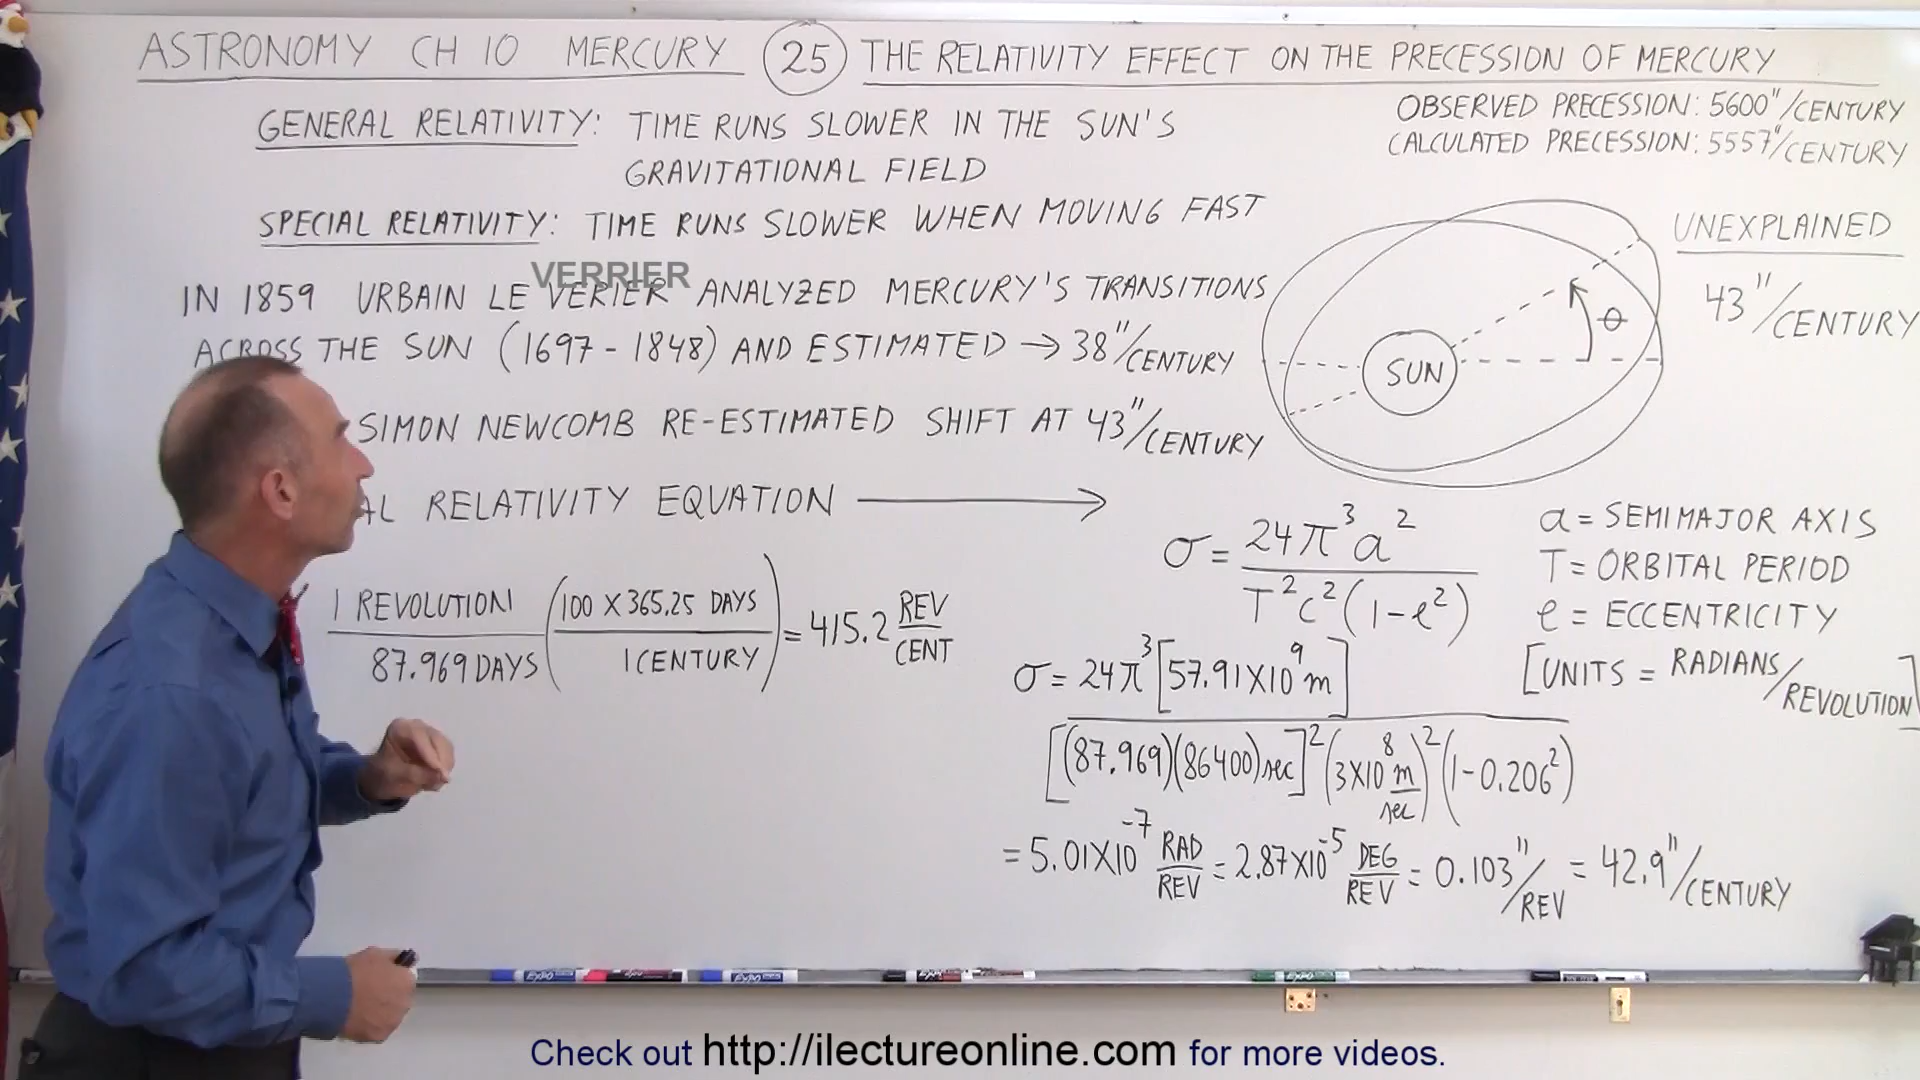 ASTRONOMY CH 10 MERCURY 25 THE RELATIVITY EFFECT ON THE PRECESSION OF MERCURY
OBSERVED PRECESSION: 5600"/CENTURY
CALCULATED PRECESSION: 5557"/CENTURY
GENERAL RELATIVITY: TIME RUNS SLOWER IN THE SUN'S
GRAVITATIONAL FIELD
SPECIAL RELATIVITY: TIME RUNS SLOWER WHEN MOVING FAST
VERRIER
IN 1859 URBAIN LE VERIER ANALYZED MERCURY'S TRANSITIONS
ACROSS THE SUN (1697 - 1848) AND ESTIMATED → 38"/CENTURY
SIMON NEWCOMB RE-ESTIMATED SHIFT AT 43"/CENTURY
UNEXPLAINED
43"/CENTURY
θ
SUN
AL RELATIVITY EQUATION →
σ = 24π³a² / T²c²(1-e²)
a = SEMIMAJOR AXIS
T = ORBITAL PERIOD
e = ECCENTRICITY
[UNITS = RADIANS/REVOLUTION]
1 REVOLUTION / 87.969 DAYS (100 X 365.25 DAYS / 1 CENTURY) = 415.2 REV/CENT
σ = 24π³[57.91X10⁹m]
[(87.969)(86400)sec]²(3X10⁸ m/sec)²(1-0.206²)
= 5.01X10⁻⁷ RAD/REV = 2.87X10⁻⁵ DEG/REV = 0.103"/REV = 42.9"/CENTURY
EXPO
EXPO
EXPO
Check out http://ilectureonline.com for more videos.